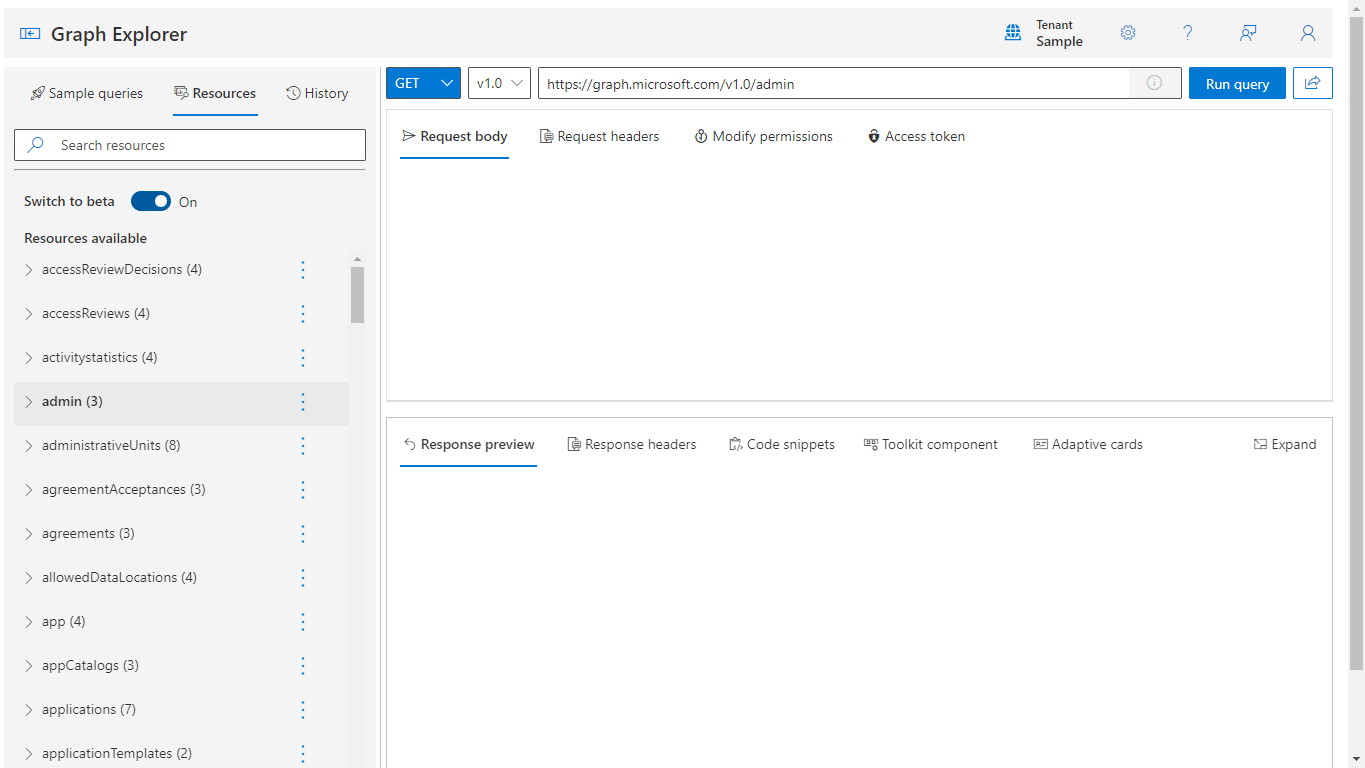 Graph Explorer
Tenant
Sample
Sample queries
Resources
History
Search resources
Switch to beta
On
Resources available
accessReviewDecisions (4)
accessReviews (4)
activitystatistics (4)
admin (3)
administrativeUnits (8)
agreementAcceptances (3)
agreements (3)
allowedDataLocations (4)
app (4)
appCatalogs (3)
applications (7)
applicationTemplates (2)
GET
v1.0
https://graph.microsoft.com/v1.0/admin
Run query
Request body
Request headers
Modify permissions
Access token
Response preview
Response headers
Code snippets
Toolkit component
Adaptive cards
Expand